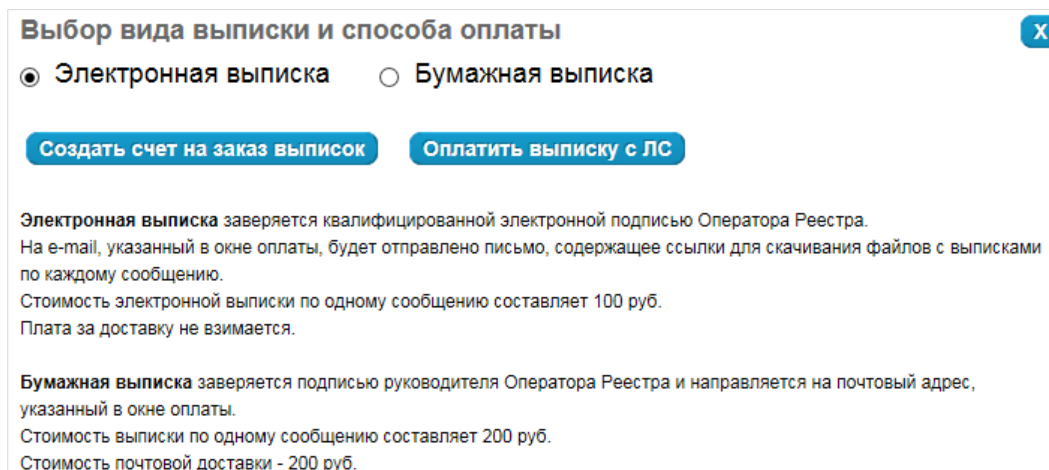 Выбор вида выписки и способа оплаты
X
Электронная выписка Бумажная выписка
Создать счет на заказ выписок Оплатить выписку с ЛС
Электронная выписка заверяется квалифицированной электронной подписью Оператора Реестра.
На e-mail, указанный в окне оплаты, будет отправлено письмо, содержащее ссылки для скачивания файлов с выписками
по каждому сообщению.
Стоимость электронной выписки по одному сообщению составляет 100 руб.
Плата за доставку не взимается.
Бумажная выписка заверяется подписью руководителя Оператора Реестра и направляется на почтовый адрес,
указанный в окне оплаты.
Стоимость выписки по одному сообщению составляет 200 руб.
Стоимость почтовой доставки - 200 руб.